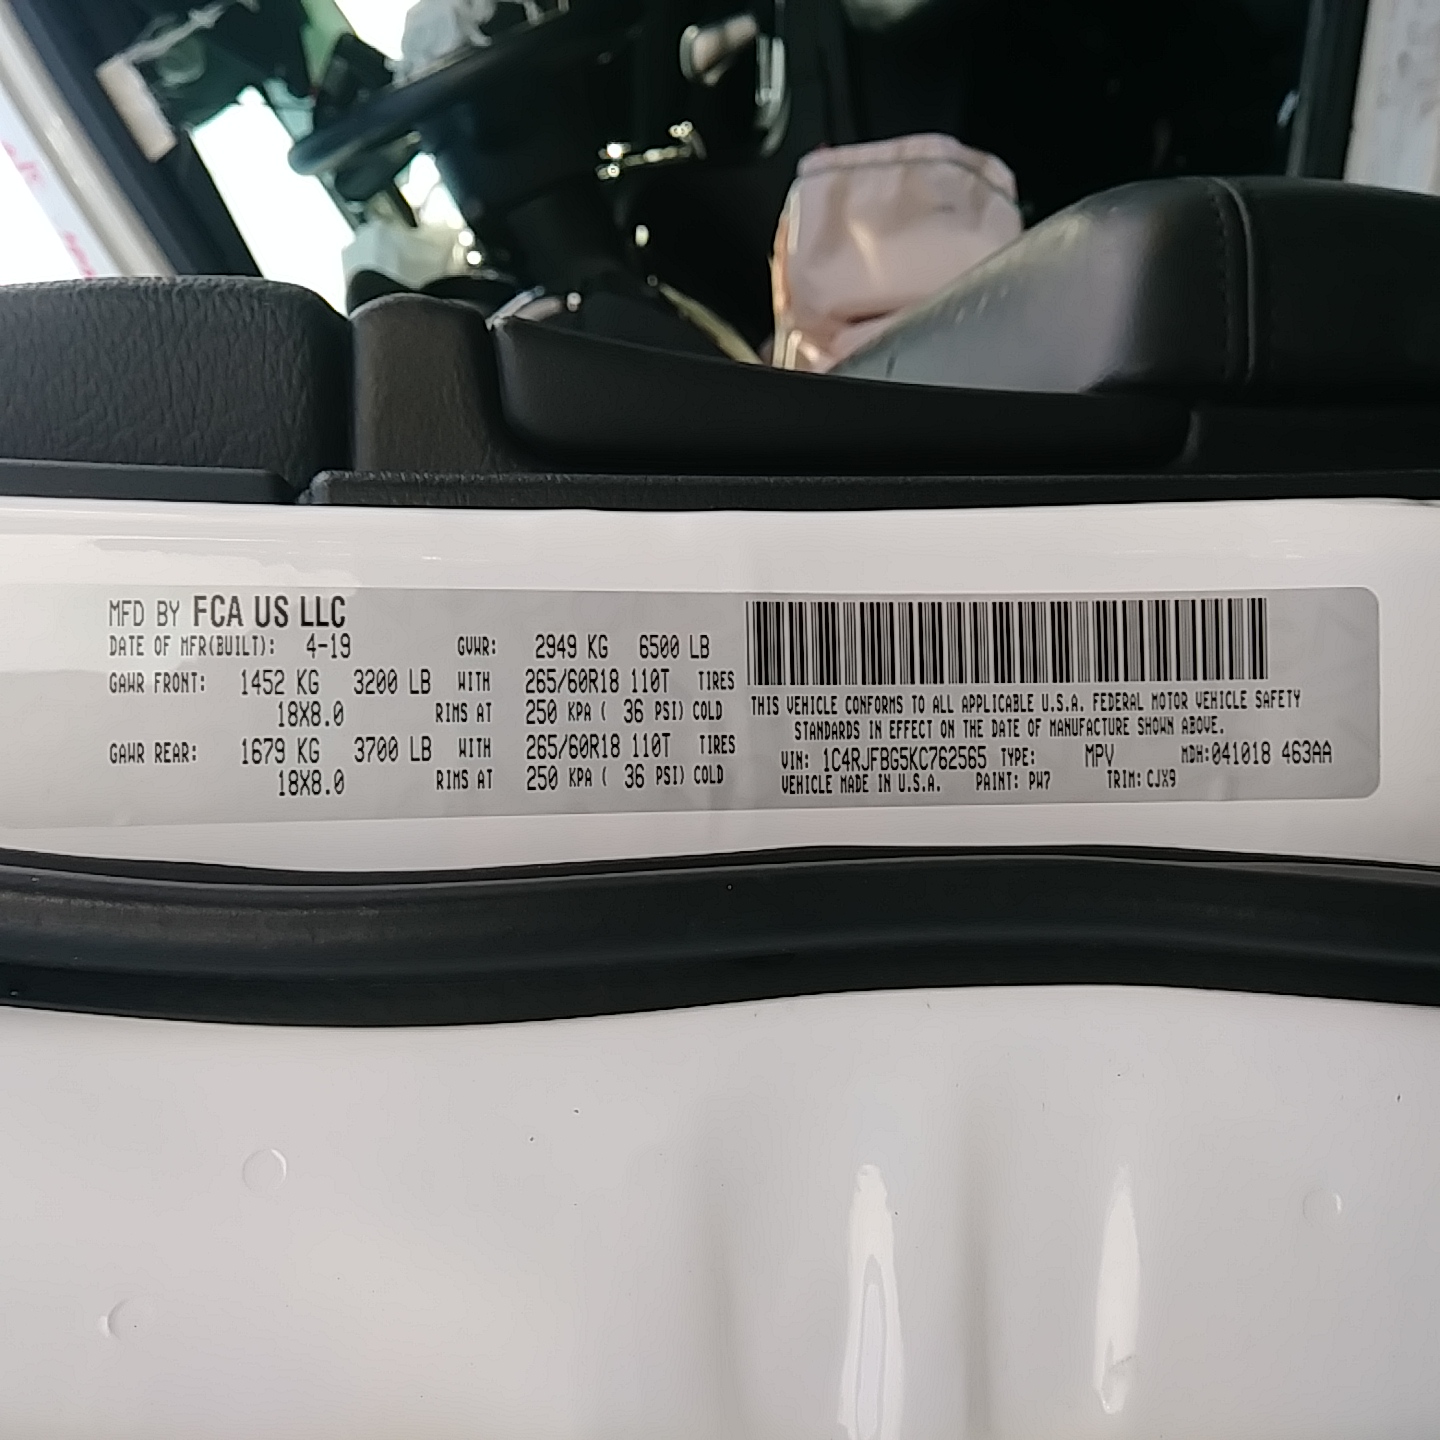 MFD BY FCA US LLC
DATE OF MFR(BUILT): 4-19 GVWR: 2949 KG 6500 LB
GAWR FRONT: 1452 KG 3200 LB WITH 265/60R18 110T TIRES
18X8.0 RIMS AT 250 KPA ( 36 PSI) COLD
GAWR REAR: 1679 KG 3700 LB WITH 265/60R18 110T TIRES
18X8.0 RIMS AT 250 KPA ( 36 PSI) COLD
THIS VEHICLE CONFORMS TO ALL APPLICABLE U.S.A. FEDERAL MOTOR VEHICLE SAFETY
STANDARDS IN EFFECT ON THE DATE OF MANUFACTURE SHOWN ABOVE.
VIN: 1C4RJFBG5KC762565 TYPE: MPV MDH:041018 463AA
VEHICLE MADE IN U.S.A. PAINT: PW7 TRIM: CJX9